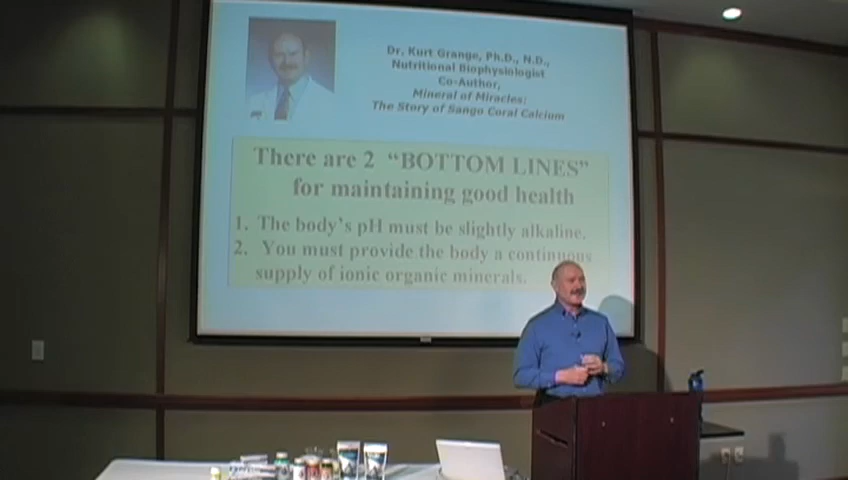 Dr. Kurt Grange, Ph.D., N.D.,
Nutritional Biophysiologist
Co-Author,
Mineral of Miracles:
The Story of Sango Coral Calcium
There are 2 “BOTTOM LINES”
for maintaining good health
1. The body’s pH must be slightly alkaline.
2. You must provide the body a continuous
supply of ionic organic minerals.